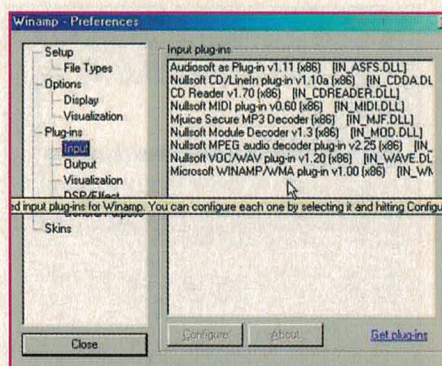 Winamp - Preferences
Setup
File Types
Options
Display
Visualization
Plug-ins
Input
Output
Visualization
DSP/Effect
General Purpose
Skins
Close
Input plug-ins
Audiosoft as Plug-in v1.11 (x86) [IN_ASFS.DLL]
Nullsoft CD/LineIn plug-in v1.10a (x86) [IN_CDDA.DL
CD Reader v1.70 (x86) [IN_CDREADER.DLL]
Nullsoft MIDI plug-in v0.60 (x86) [IN_MIDI.DLL]
Mjuice Secure MP3 Decoder (x86) [IN_MJF.DLL]
Nullsoft Module Decoder v1.3 (x86) [IN_MOD.DLL]
Nullsoft MPEG audio decoder plug-in v2.25 (x86) [IN_
Nullsoft VOC/WAV plug-in v1.20 (x86) [IN_WAVE.DL
Microsoft WINAMP/WMA plug-in v1.00 (x86) [IN_WM
ed input plug-ins for Winamp. You can configure each one by selecting it and hitting Configu
Configure
About
Get plug-ins